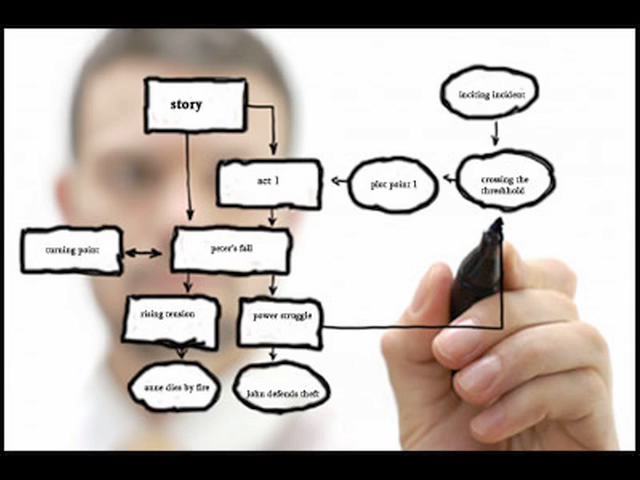 story
inciting incident
act 1
plot point 1
crossing the
threshhold
turning point
peter's fall
rising tension
power struggle
anne dies by fire
John defends theft